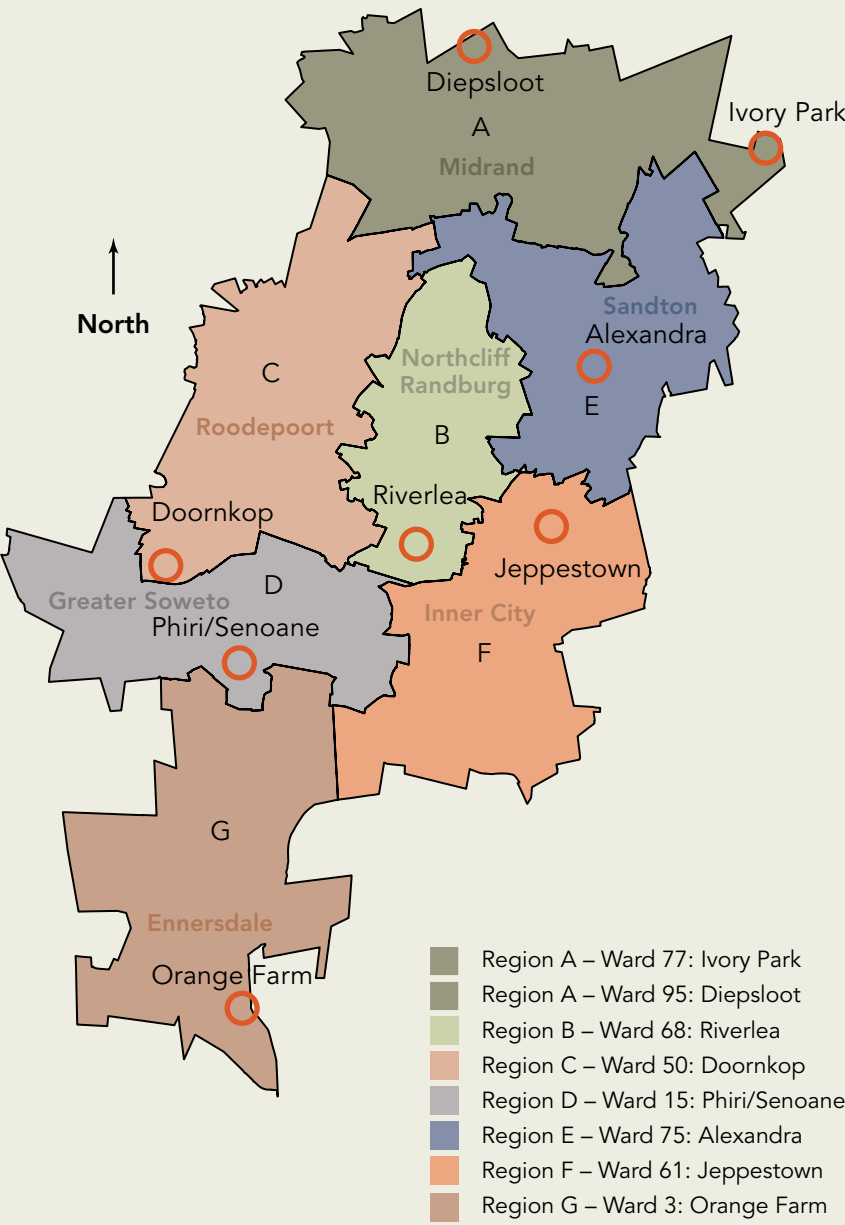 Diepsloot
Ivory Park
A
Midrand
North
Sandton
Alexandra
Northcliff
Randburg
C
E
Roodepoort
B
Riverlea
Doornkop
Jeppestown
D
Greater Soweto
Inner City
Phiri/Senoane
F
G
Ennersdale
Orange Farm
Region A – Ward 77: Ivory Park
Region A – Ward 95: Diepsloot
Region B – Ward 68: Riverlea
Region C – Ward 50: Doornkop
Region D – Ward 15: Phiri/Senoane
Region E – Ward 75: Alexandra
Region F – Ward 61: Jeppestown
Region G – Ward 3: Orange Farm